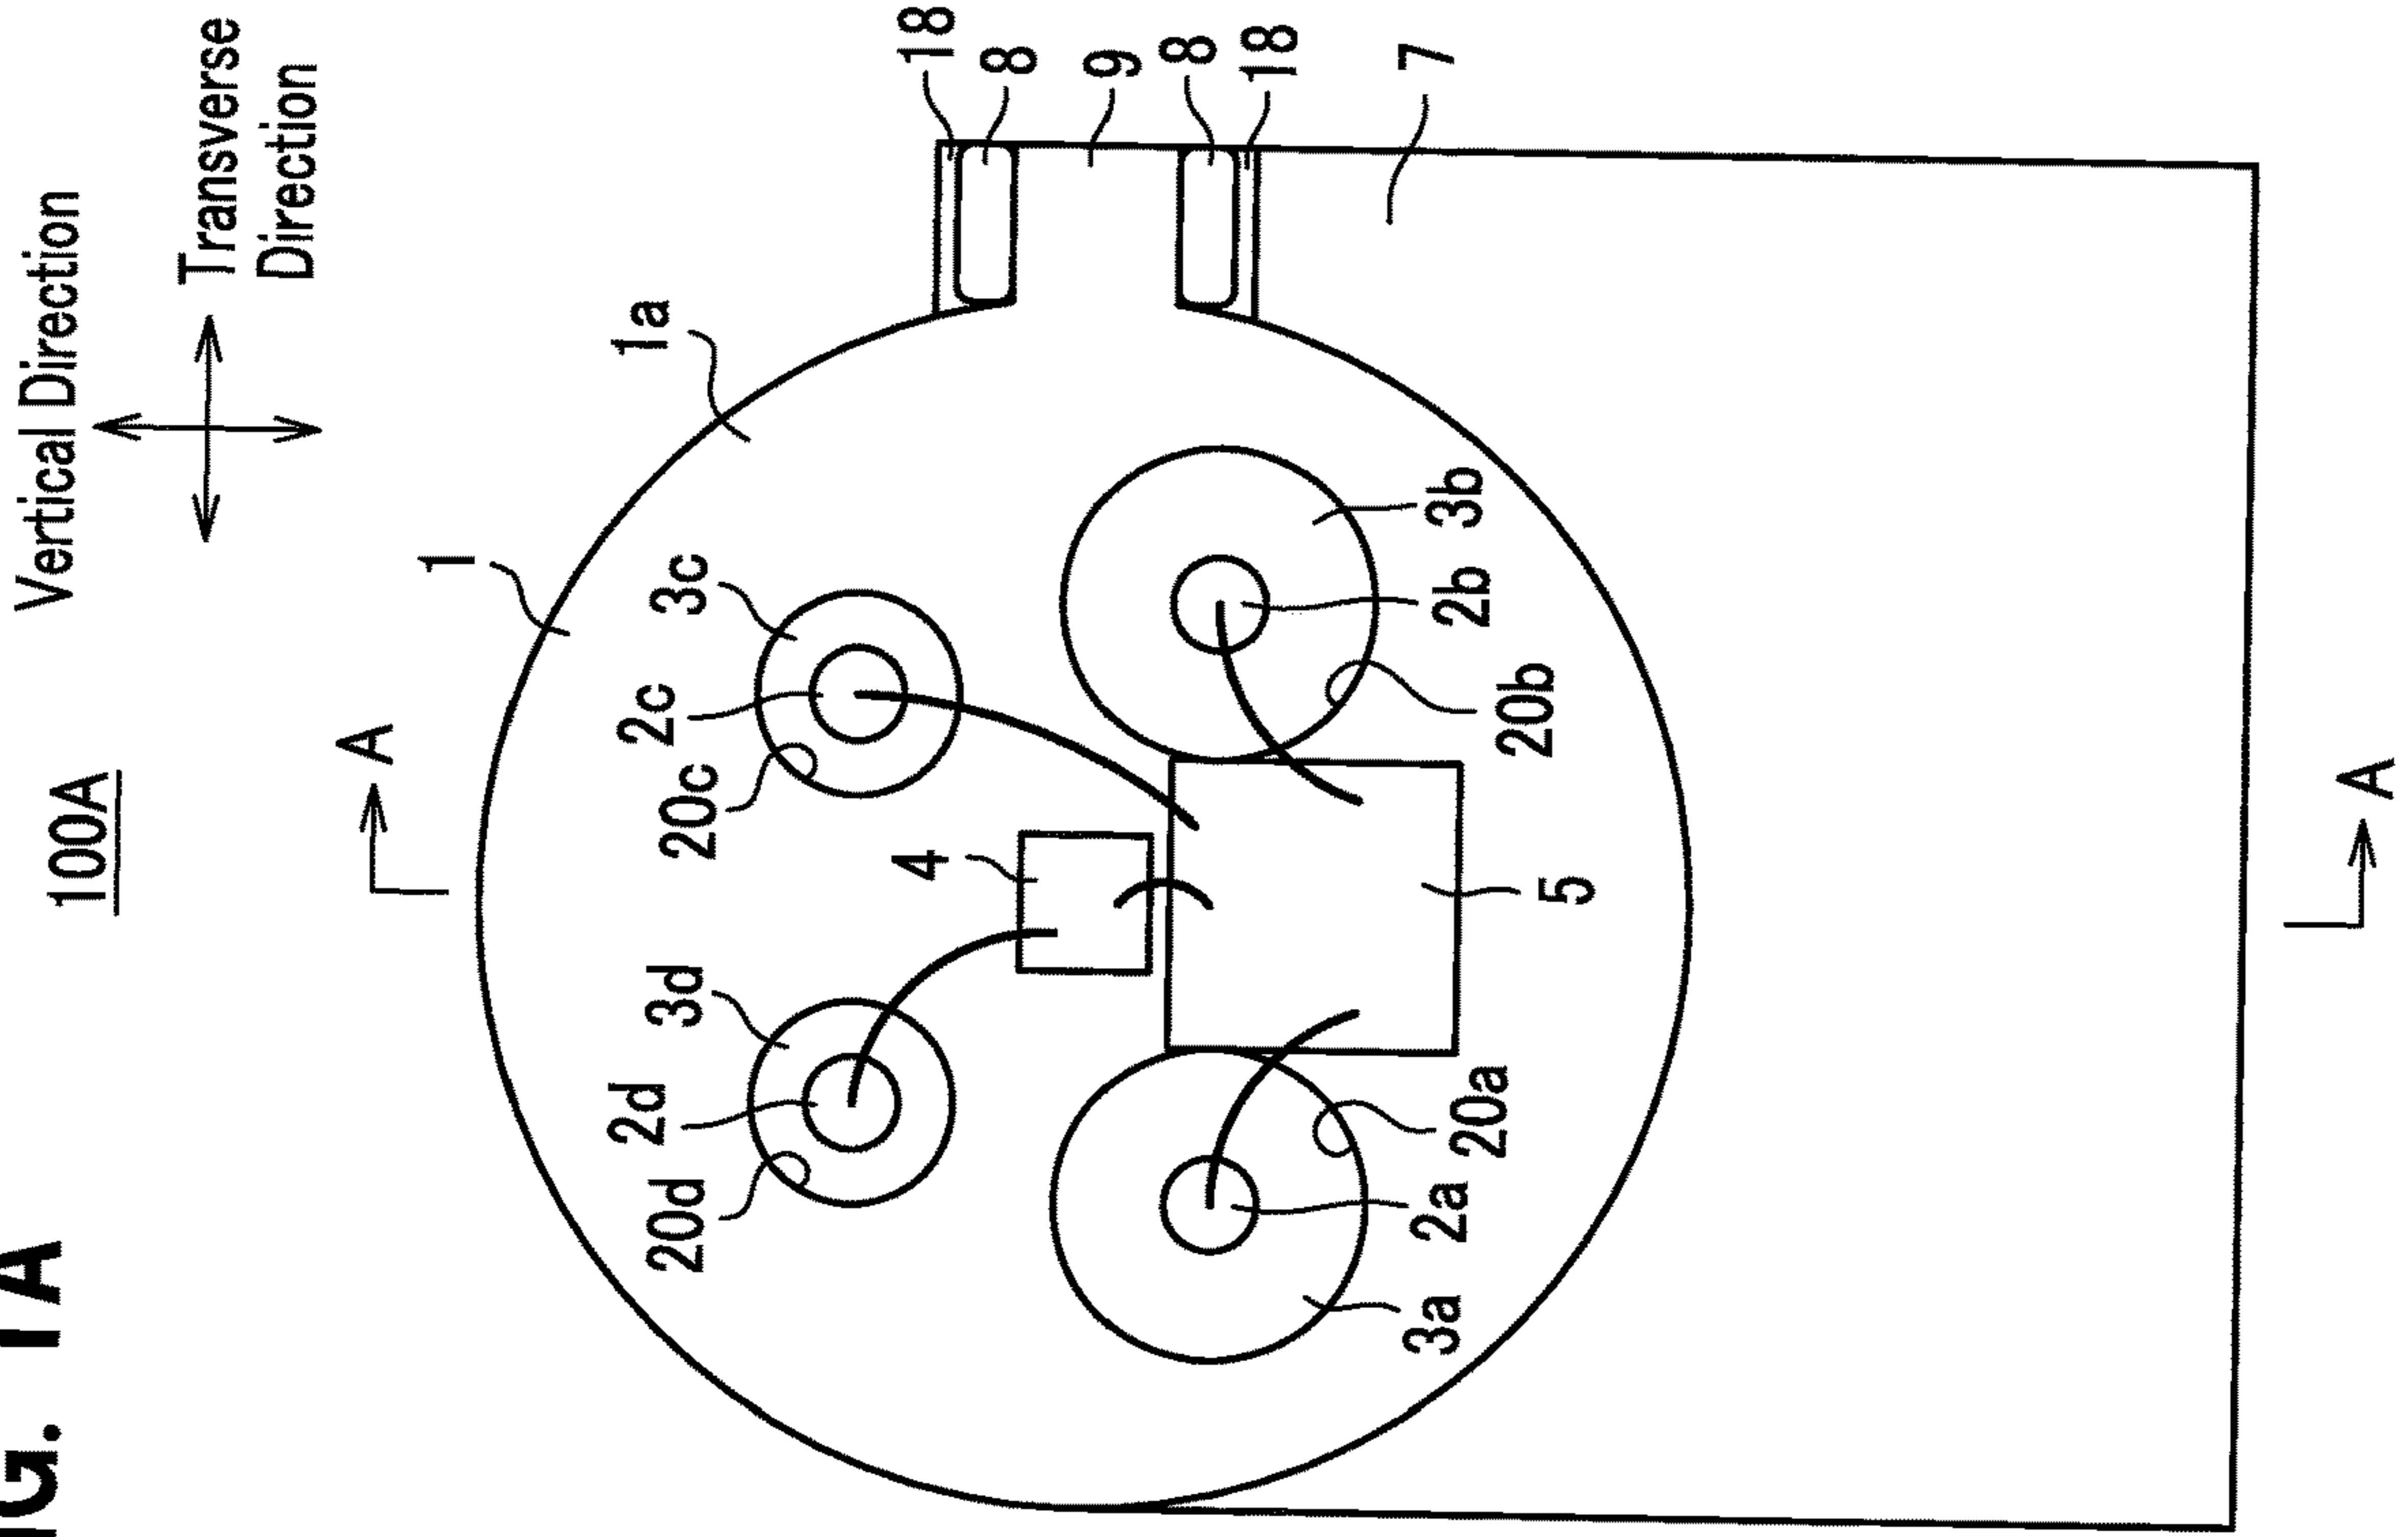 IG. 1A
100A
Vertical Direction
Transverse
Direction
A
1
1a
2d
2c
20d
3d
20c
3c
4
18
8
9
8
18
7
3a
2a
20a
2b
3b
20b
5
A